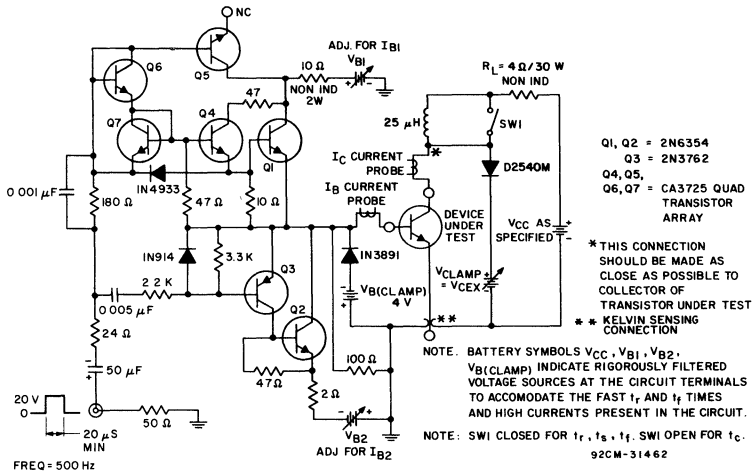 NC
Q6
Q5
ADJ. FOR IB1
VB1
+ -
10 Ω
NON IND
2W
RL = 4Ω/30 W
NON IND
47
Q7
Q4
Q1
25 μH
SW1
IC CURRENT
PROBE
*
D2540M
1N4933
0 001 μF
180 Ω
47 Ω
10 Ω
IB CURRENT
PROBE
DEVICE
UNDER
TEST
VCC AS
SPECIFIED
+
-
Q1, Q2 = 2N6354
Q3 = 2N3762
Q4, Q5,
Q6, Q7 = CA3725 QUAD
TRANSISTOR
ARRAY
* THIS CONNECTION
SHOULD BE MADE AS
CLOSE AS POSSIBLE TO
COLLECTOR OF
TRANSISTOR UNDER TEST
** KELVIN SENSING
CONNECTION
1N914
3.3 K
Q3
1N3891
VCLAMP +
= VCEX -
-
VB(CLAMP)
+ 4 V
**
2 2 K
0 005 μF
Q2
24 Ω
47Ω
100 Ω
2Ω
- +
VB2
ADJ FOR IB2
-
+
50 μF
20 V
0
20 μS
MIN
50 Ω
FREQ = 500 Hz
NOTE. BATTERY SYMBOLS VCC, VB1, VB2,
VB(CLAMP) INDICATE RIGOROUSLY FILTERED
VOLTAGE SOURCES AT THE CIRCUIT TERMINALS
TO ACCOMODATE THE FAST tr AND tf TIMES
AND HIGH CURRENTS PRESENT IN THE CIRCUIT.
NOTE: SW1 CLOSED FOR tr, ts, tf. SW1 OPEN FOR tc.
92CM-31462